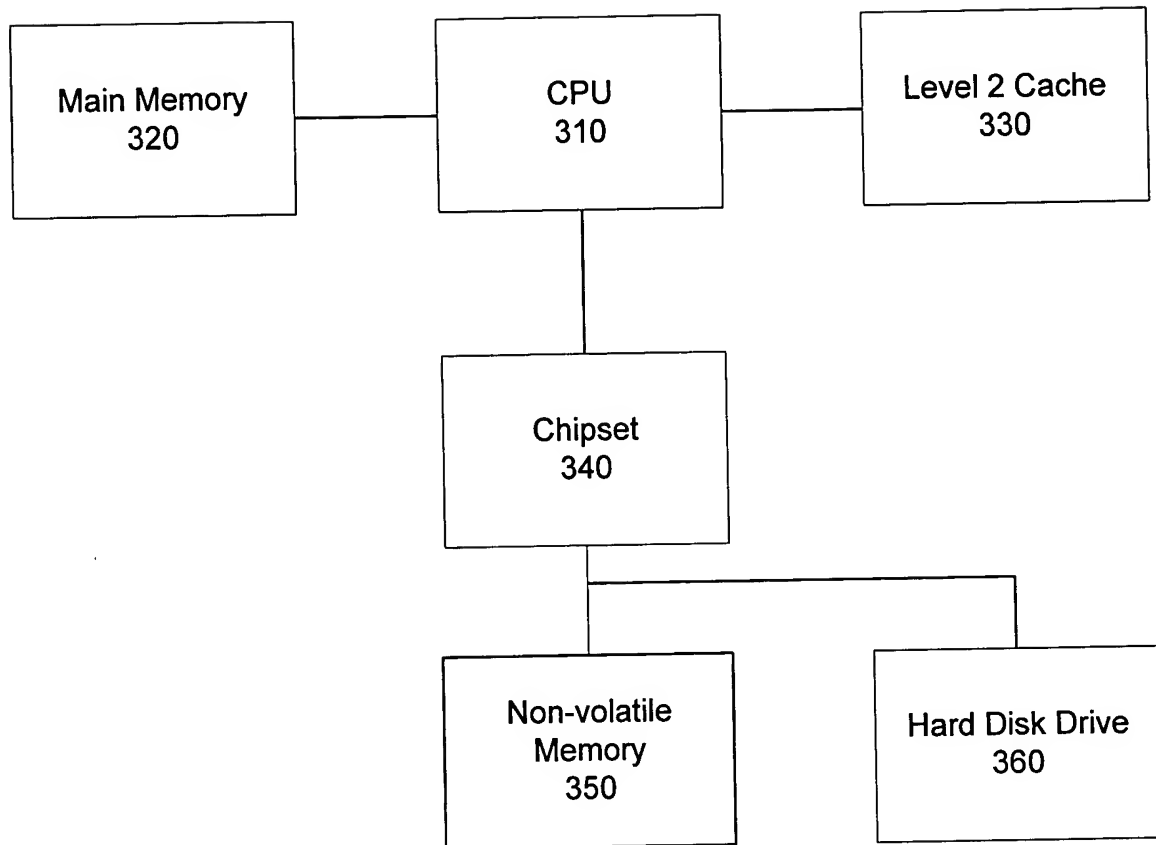 Main Memory
320
CPU
310
Level 2 Cache
330
Chipset
340
Non-volatile
Memory
350
Hard Disk Drive
360